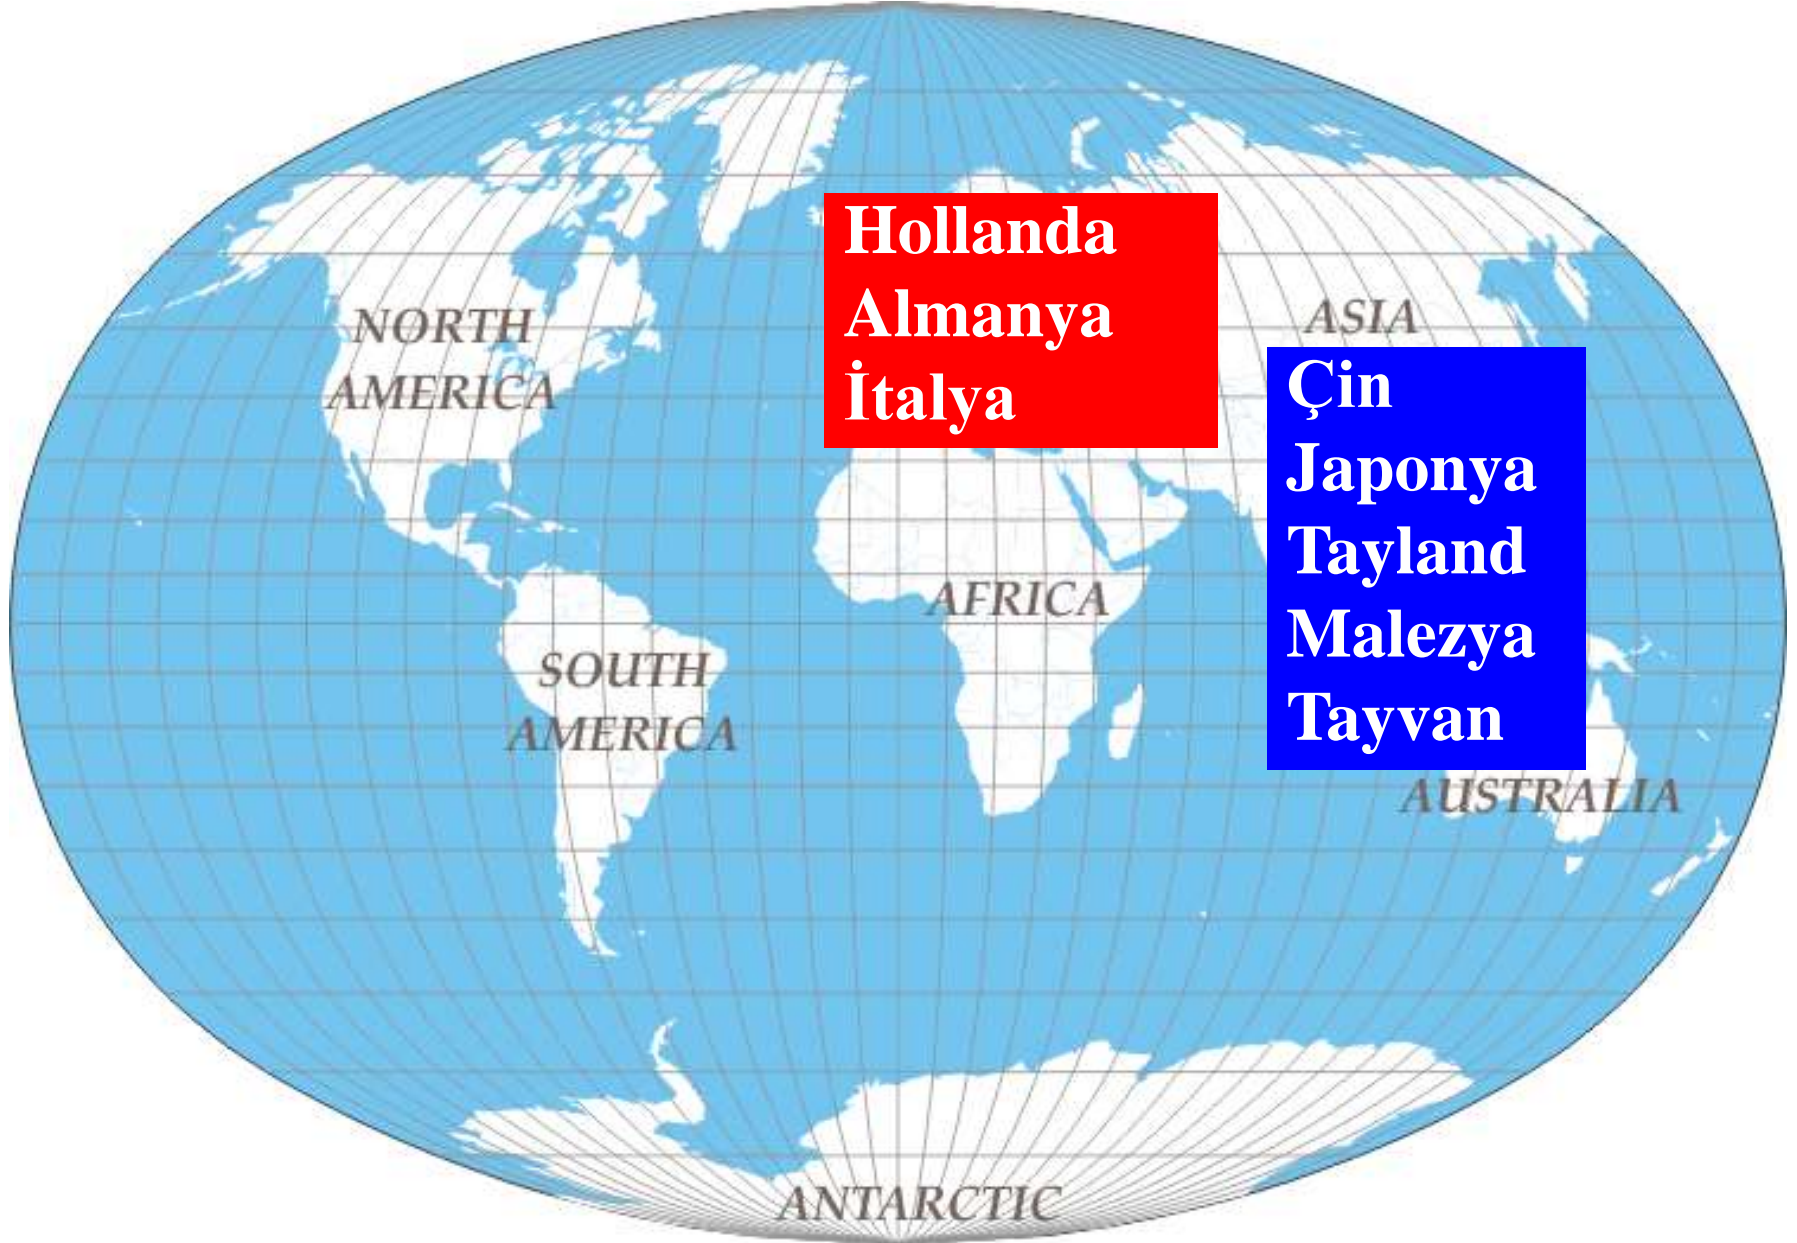 Hollanda
Almanya
İtalya
NORTH
AMERICA
ASIA
Çin
Japonya
Tayland
Malezya
Tayvan
AFRICA
SOUTH
AMERICA
AUSTRALIA
ANTARCTIC